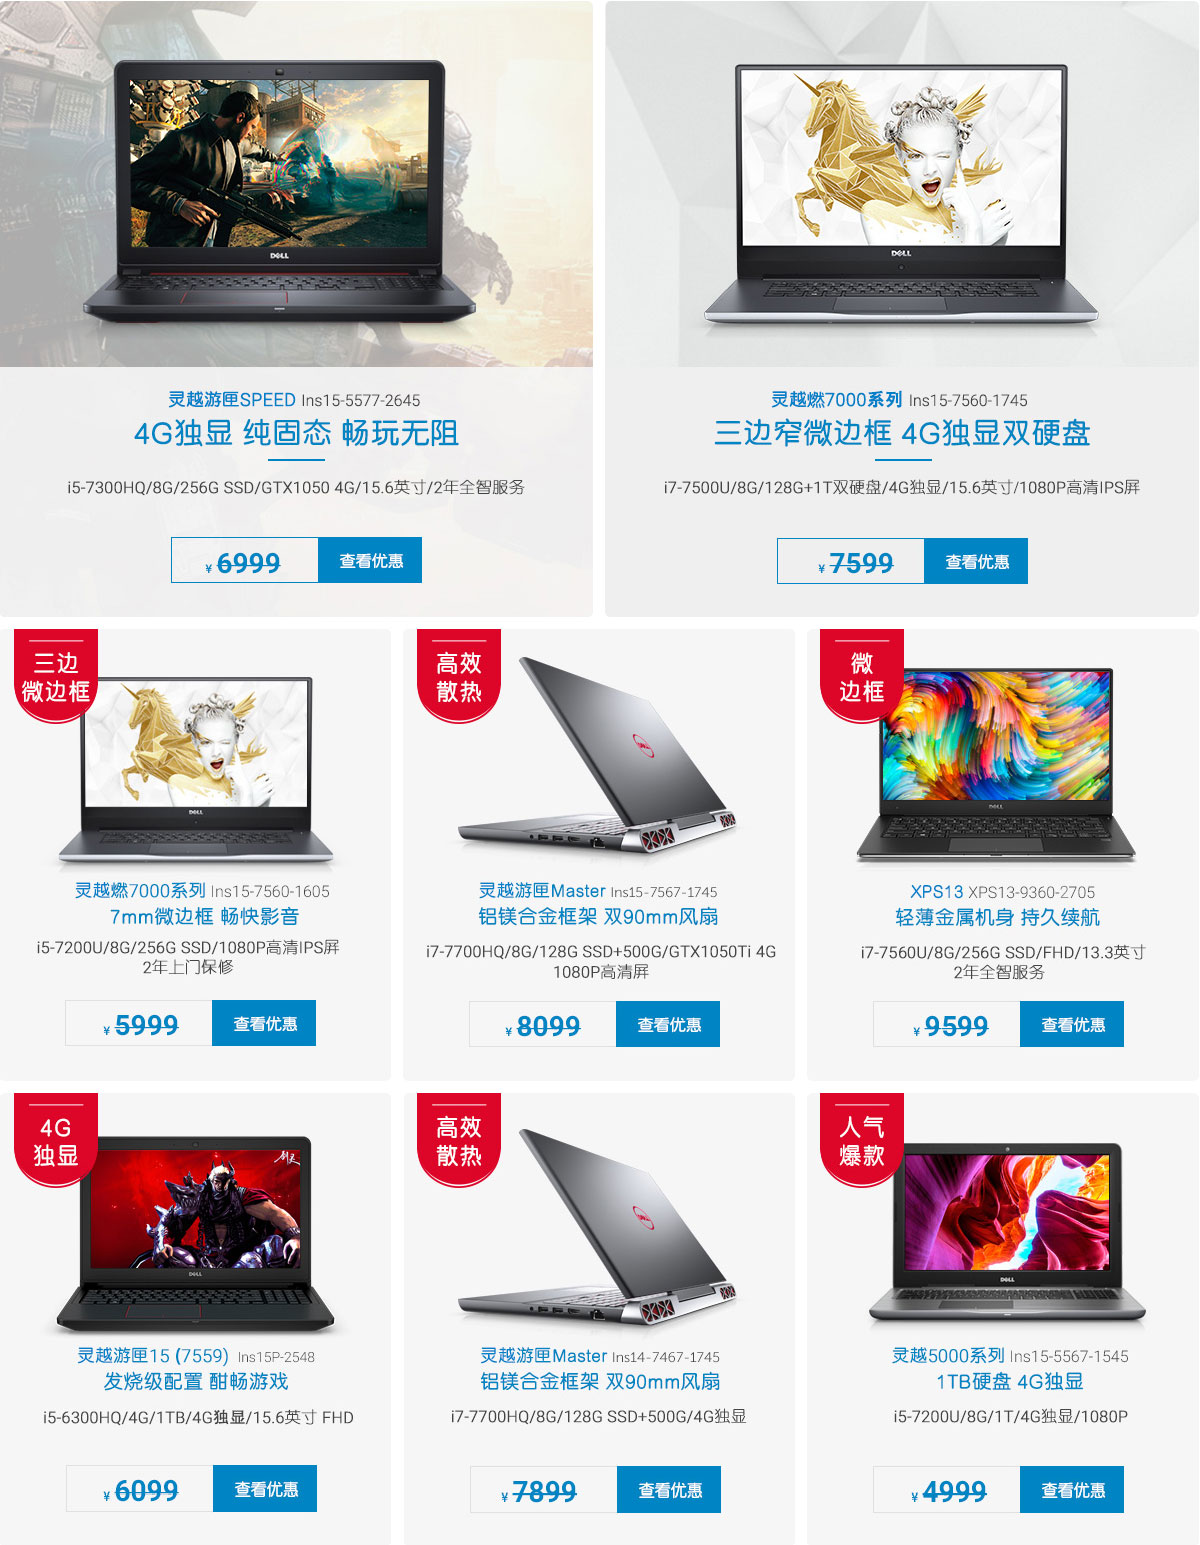 DELL
灵越游匣SPEED Ins15-5577-2645
4G独显 纯固态 畅玩无阻
i5-7300HQ/8G/256G SSD/GTX1050 4G/15.6英寸/2年全智服务
¥ 6999 查看优惠
DELL
灵越燃7000系列 Ins15-7560-1745
三边窄微边框 4G独显双硬盘
i7-7500U/8G/128G+1T双硬盘/4G独显/15.6英寸/1080P高清IPS屏
¥ 7599 查看优惠
三边
微边框
DELL
灵越燃7000系列 Ins15-7560-1605
7mm微边框 畅快影音
i5-7200U/8G/256G SSD/1080P高清IPS屏
2年上门保修
¥ 5999 查看优惠
高效
散热
DELL
灵越游匣Master Ins15-7567-1745
铝镁合金框架 双90mm风扇
i7-7700HQ/8G/128G SSD+500G/GTX1050Ti 4G
1080P高清屏
¥ 8099 查看优惠
微
边框
DELL
XPS13 XPS13-9360-2705
轻薄金属机身 持久续航
i7-7560U/8G/256G SSD/FHD/13.3英寸
2年全智服务
¥ 9599 查看优惠
4G
独显
DELL
灵越游匣15 (7559) Ins15P-2548
发烧级配置 酣畅游戏
i5-6300HQ/4G/1TB/4G独显/15.6英寸 FHD
¥ 6099 查看优惠
高效
散热
DELL
灵越游匣Master Ins14-7467-1745
铝镁合金框架 双90mm风扇
i7-7700HQ/8G/128G SSD+500G/4G独显
¥ 7899 查看优惠
人气
爆款
DELL
灵越5000系列 Ins15-5567-1545
1TB硬盘 4G独显
i5-7200U/8G/1T/4G独显/1080P
¥ 4999 查看优惠